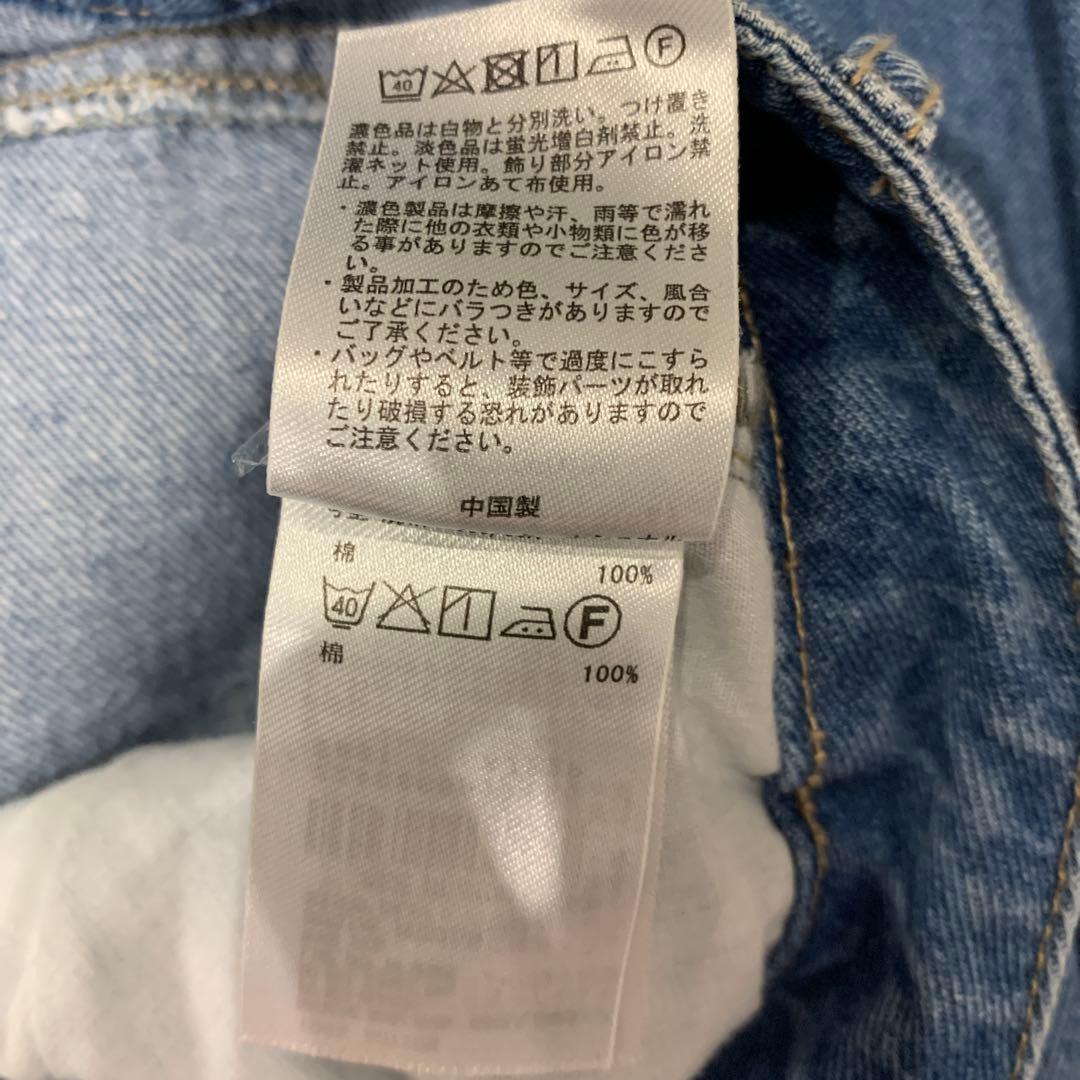 40 F
濃色品は白物と分別洗い。つけ置き
禁止。淡色品は蛍光増白剤禁止。洗
濯ネット使用。飾り部分アイロン禁
止。アイロンあて布使用。
・濃色製品は摩擦や汗、雨等で濡れ
た際に他の衣類や小物類に色が移
る事がありますのでご注意くださ
い。
・製品加工のため色、サイズ、風合
いなどにバラつきがありますので
ご了承ください。
・バッグやベルト等で過度にこすら
れたりすると、装飾パーツが取れ
たり破損する恐れがありますので
ご注意ください。
中国製
棉 100%
40 F
棉 100%